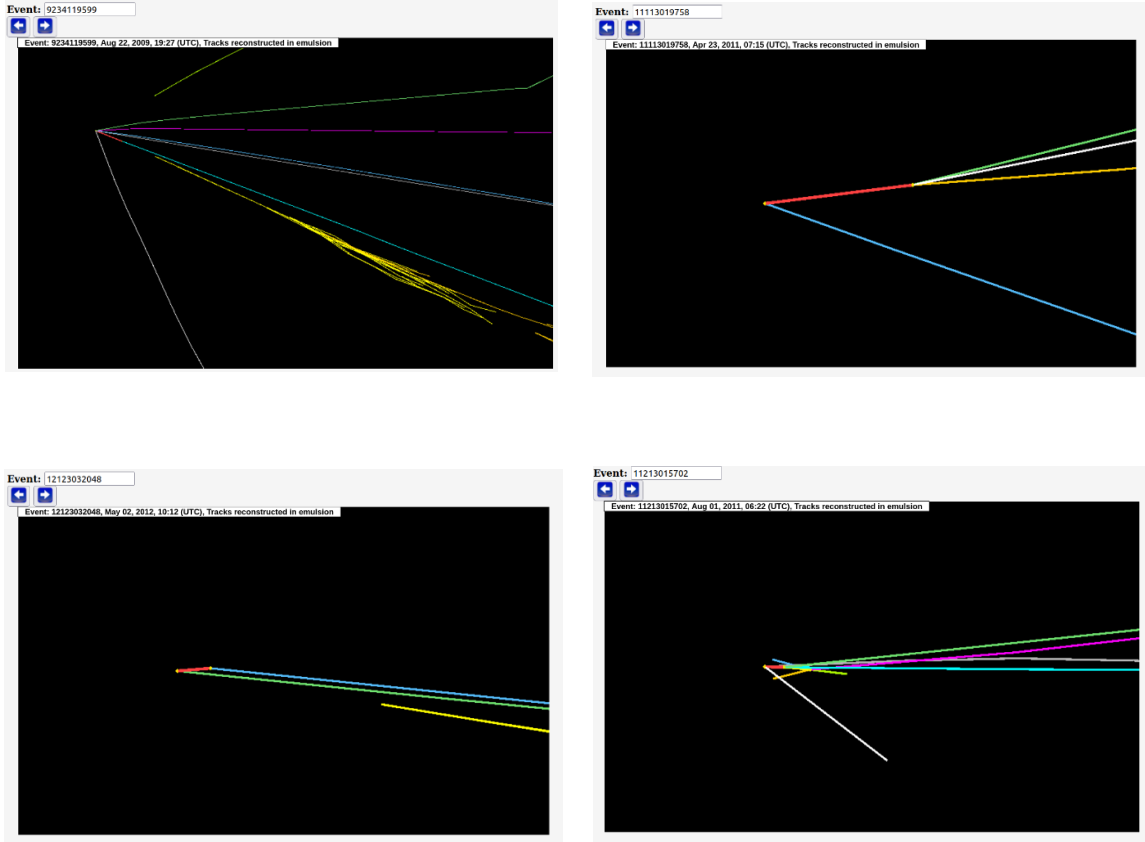 Event: 9234119599
Event: 9234119599, Aug 22, 2009, 19:27 (UTC), Tracks reconstructed in emulsion
Event: 11113019758
Event: 11113019758, Apr 23, 2011, 07:15 (UTC), Tracks reconstructed in emulsion
Event: 12123032048
Event: 12123032048, May 02, 2012, 10:12 (UTC), Tracks reconstructed in emulsion
Event: 11213015702
Event: 11213015702, Aug 01, 2011, 06:22 (UTC), Tracks reconstructed in emulsion